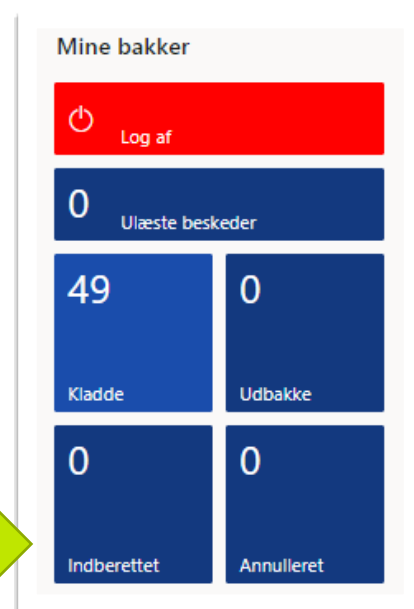 Mine bakker
Log af
0 Ulæste beskeder
49 0
Kladde Udbakke
0 0
Indberettet Annulleret